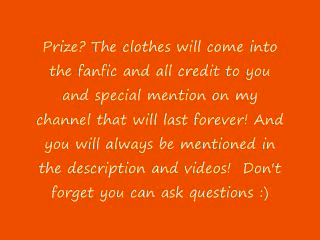 Prize? The clothes will come into
the fanfic and all credit to you
and special mention on my
channel that will last forever! And
you will always be mentioned in
the description and videos!  Don't
forget you can ask questions :)